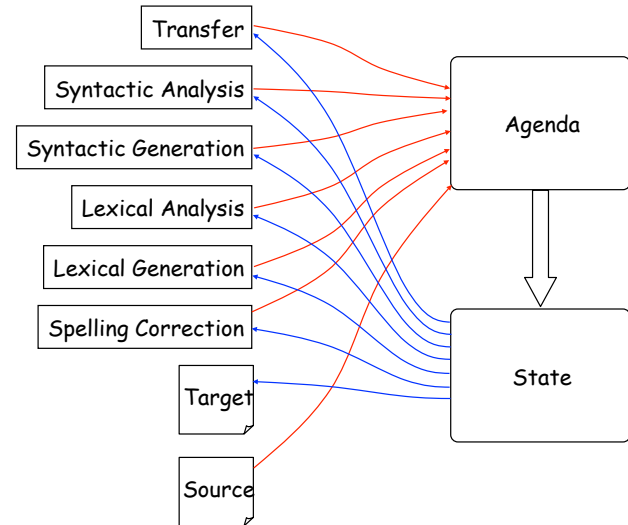 Transfer
Syntactic Analysis
Syntactic Generation
Lexical Analysis
Lexical Generation
Spelling Correction
Target
Source
Agenda
State